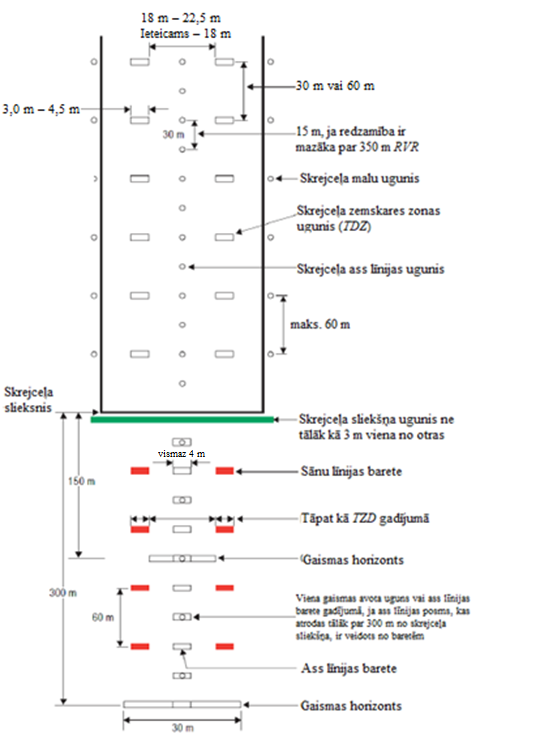 18 m – 22,5 m
Ieteicams – 18 m
30 m vai 60 m
3,0 m – 4,5 m
30 m
15 m, ja redzamība ir
mazāka par 350 m RVR
Skrejceļa malu ugunis
Skrejceļa zemskares zonas
ugunis (TDZ)
Skrejceļa ass līnijas ugunis
maks. 60 m
Skrejceļa
slieksnis
Skrejceļa sliekšņa ugunis ne
tālāk kā 3 m viena no otras
vismaz 4 m
Sānu līnijas barete
150 m
Tāpat kā TZD gadījumā
Gaismas horizonts
300 m
60 m
Viena gaismas avota uguns vai ass līnijas
barete gadījumā, ja ass līnijas posms, kas
atrodas tālāk par 300 m no skrejceļa
sliekšņa, ir veidots no baretēm
Ass līnijas barete
Gaismas horizonts
30 m